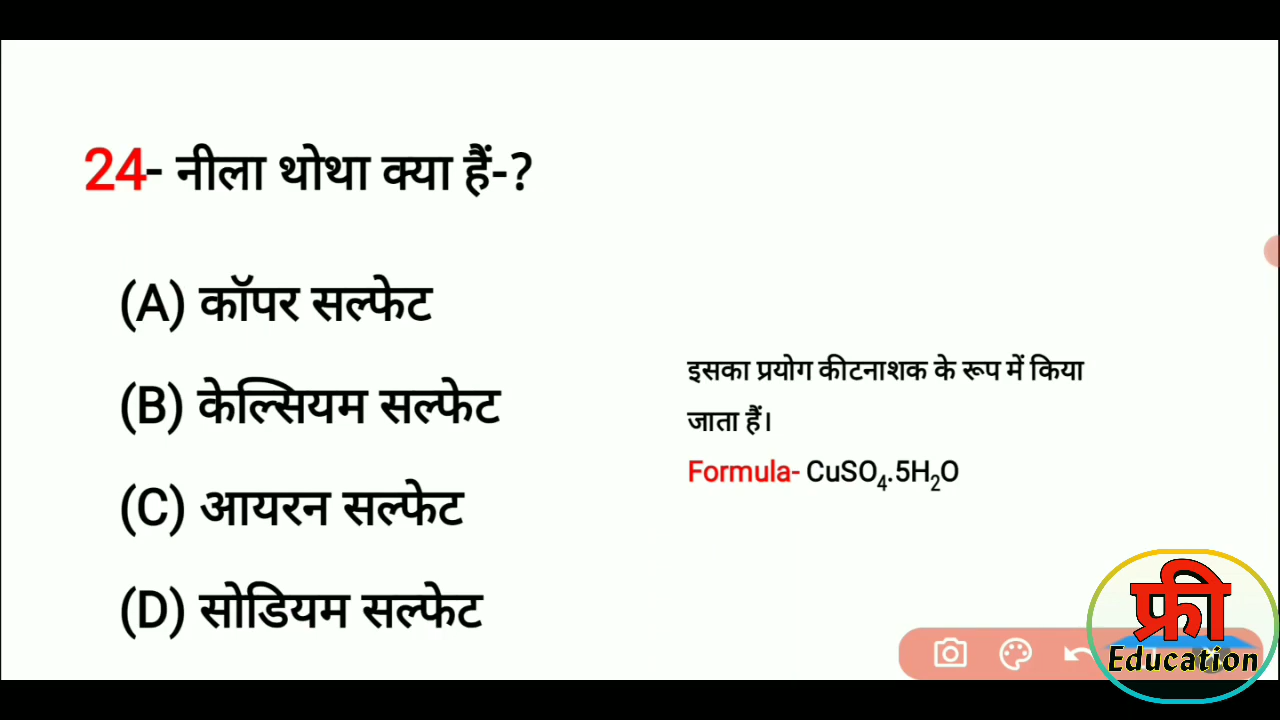 24- नीला थोथा क्या हैं-?
(A) कॉपर सल्फेट
(B) केल्सियम सल्फेट
(C) आयरन सल्फेट
(D) सोडियम सल्फेट
इसका प्रयोग कीटनाशक के रूप में किया
जाता हैं।
Formula- CuSO₄.5H₂O
फ्री
Education